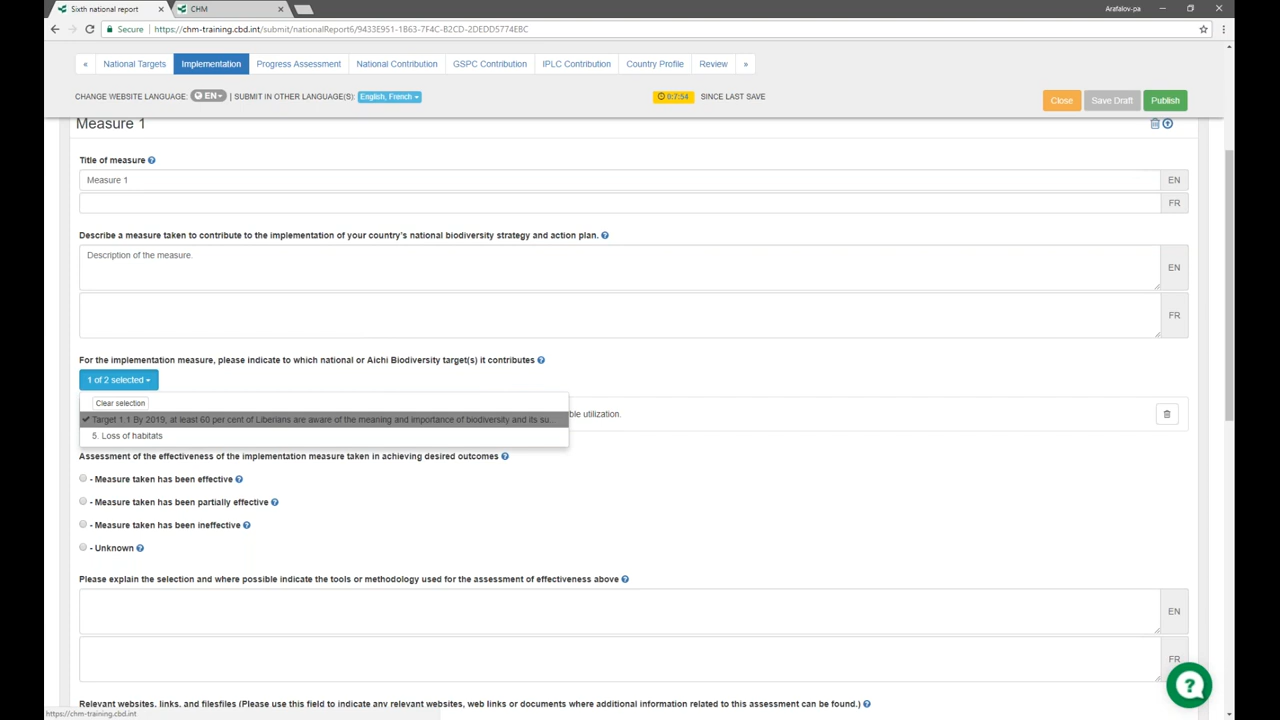 Sixth national report
CHM
Arafalov-pa
Secure
https://chm-training.cbd.int/submit/nationalReport6/9433E951-1B63-7F4C-B2CD-2DEDD5774EBC
« National Targets Implementation Progress Assessment National Contribution GSPC Contribution IPLC Contribution Country Profile Review »
CHANGE WEBSITE LANGUAGE: EN | SUBMIT IN OTHER LANGUAGE(S): English, French 0:7:54 SINCE LAST SAVE
Close Save Draft Publish
Measure 1
Title of measure
Measure 1 EN
FR
Describe a measure taken to contribute to the implementation of your country's national biodiversity strategy and action plan.
Description of the measure.
EN
FR
For the implementation measure, please indicate to which national or Aichi Biodiversity target(s) it contributes
1 of 2 selected
Clear selection
ble utilization.
Target 1.1 By 2019, at least 60 per cent of Liberians are aware of the meaning and importance of biodiversity and its su...
5. Loss of habitats
Assessment of the effectiveness of the implementation measure taken in achieving desired outcomes
- Measure taken has been effective
- Measure taken has been partially effective
- Measure taken has been ineffective
- Unknown
Please explain the selection and where possible indicate the tools or methodology used for the assessment of effectiveness above
EN
FR
Relevant websites, links, and filesfiles (Please use this field to indicate any relevant websites, web links or documents where additional information related to this assessment can be found.)
https://chm-training.cbd.int